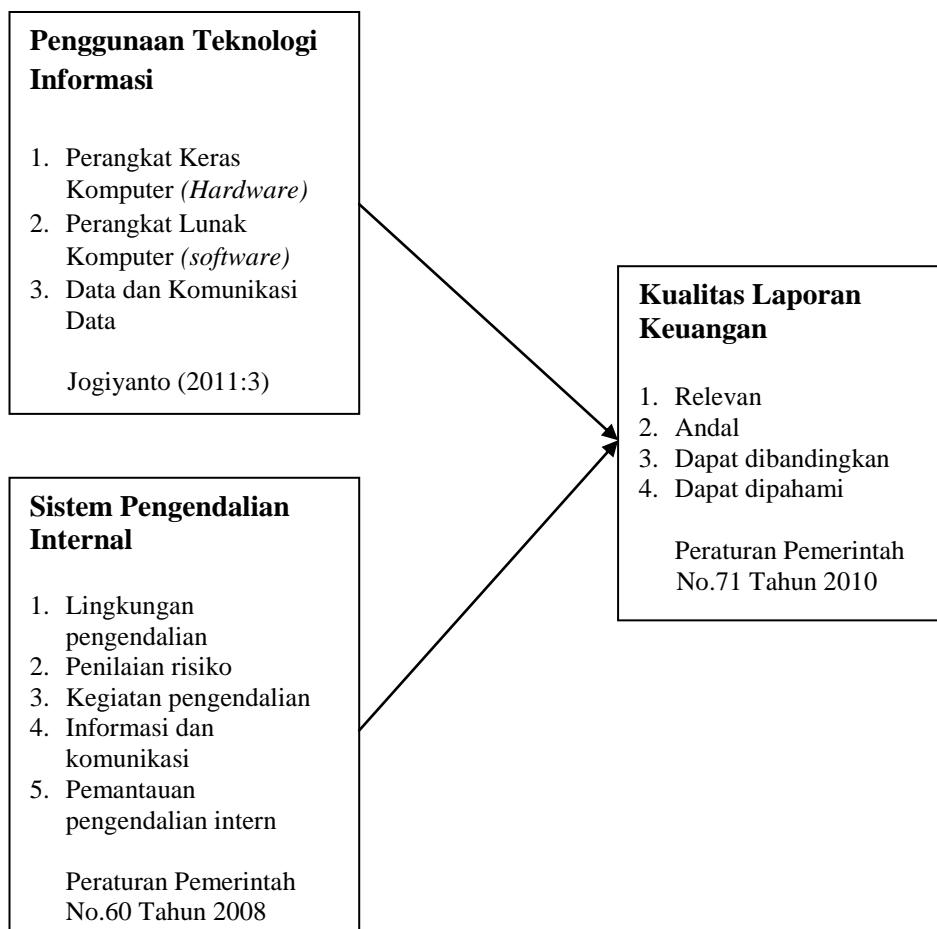 Penggunaan Teknologi
Informasi
1. Perangkat Keras
Komputer (Hardware)
2. Perangkat Lunak
Komputer (software)
3. Data dan Komunikasi
Data
Jogiyanto (2011:3)
Sistem Pengendalian
Internal
1. Lingkungan
pengendalian
2. Penilaian risiko
3. Kegiatan pengendalian
4. Informasi dan
komunikasi
5. Pemantauan
pengendalian intern
Peraturan Pemerintah
No.60 Tahun 2008
Kualitas Laporan
Keuangan
1. Relevan
2. Andal
3. Dapat dibandingkan
4. Dapat dipahami
Peraturan Pemerintah
No.71 Tahun 2010